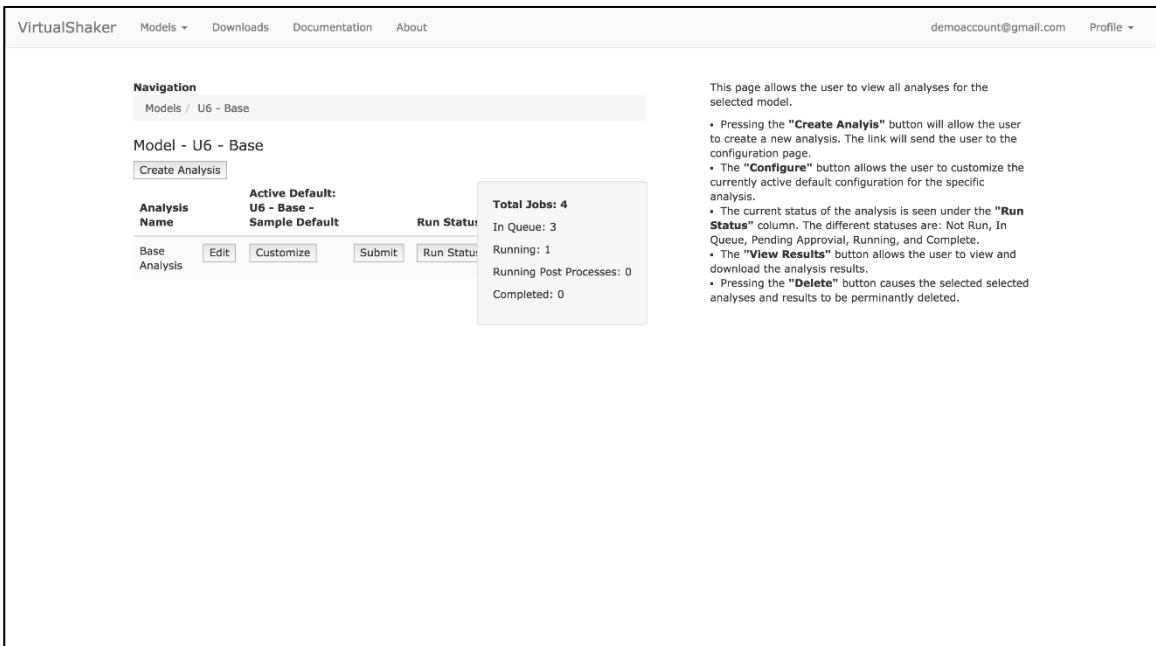 VirtualShaker Models Downloads Documentation About demoaccount@gmail.com Profile
Navigation
Models / U6 - Base
Model - U6 - Base
Create Analysis
Analysis Name
Active Default:
U6 - Base -
Sample Default
Run Status
Base
Analysis
Edit
Customize
Submit
Run Status
Total Jobs: 4
In Queue: 3
Running: 1
Running Post Processes: 0
Completed: 0
This page allows the user to view all analyses for the
selected model.
▪ Pressing the "Create Analyis" button will allow the user
to create a new analysis. The link will send the user to the
configuration page.
▪ The "Configure" button allows the user to customize the
currently active default configuration for the specific
analysis.
▪ The current status of the analysis is seen under the "Run
Status" column. The different statuses are: Not Run, In
Queue, Pending Approvial, Running, and Complete.
▪ The "View Results" button allows the user to view and
download the analysis results.
▪ Pressing the "Delete" button causes the selected selected
analyses and results to be perminantly deleted.